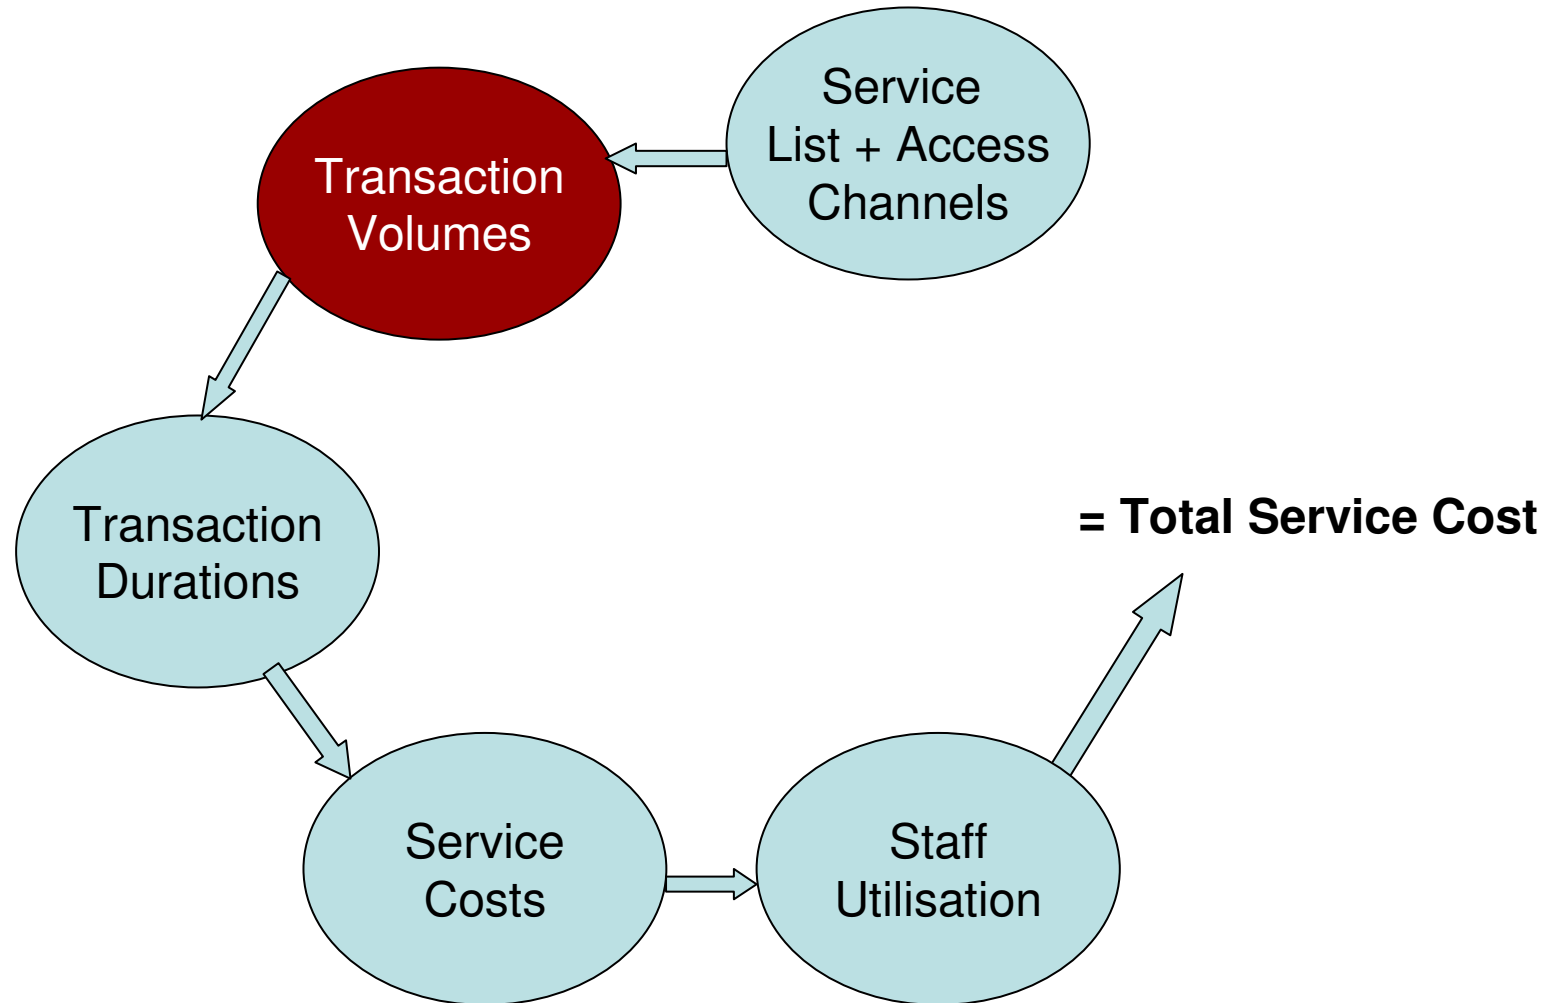 Service
List + Access
Channels
Transaction
Volumes
Transaction
Durations
= Total Service Cost
Service
Costs
Staff
Utilisation